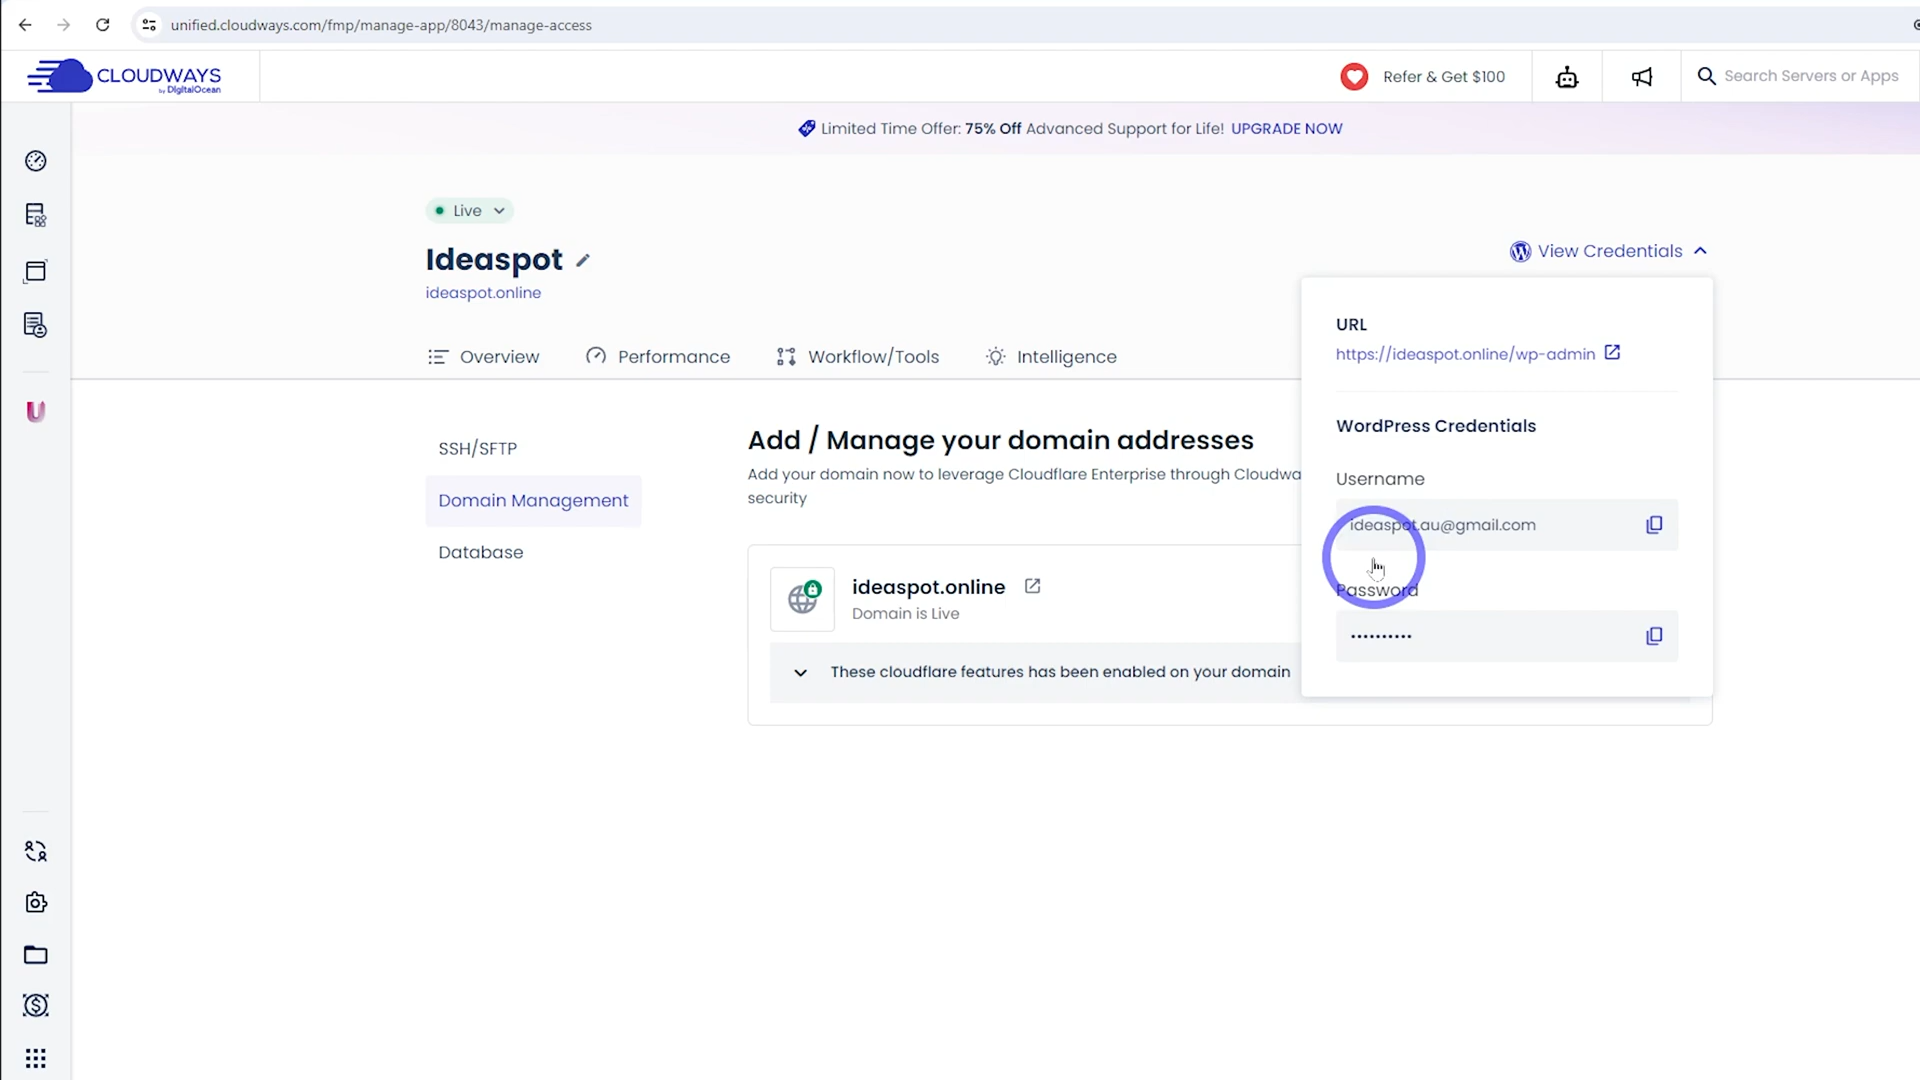 unified.cloudways.com/fmp/manage-app/8043/manage-access
CLOUDWAYS
by DigitalOcean
Refer & Get $100
Search Servers or Apps
Limited Time Offer: 75% Off Advanced Support for Life! UPGRADE NOW
Live
Ideaspot
ideaspot.online
View Credentials
Overview
Performance
Workflow/Tools
Intelligence
URL
https://ideaspot.online/wp-admin
WordPress Credentials
Username
ideaspot.au@gmail.com
Password
••••••••••
SSH/SFTP
Domain Management
Database
Add / Manage your domain addresses
Add your domain now to leverage Cloudflare Enterprise through Cloudwa
security
ideaspot.online
Domain is Live
These cloudflare features has been enabled on your domain
U